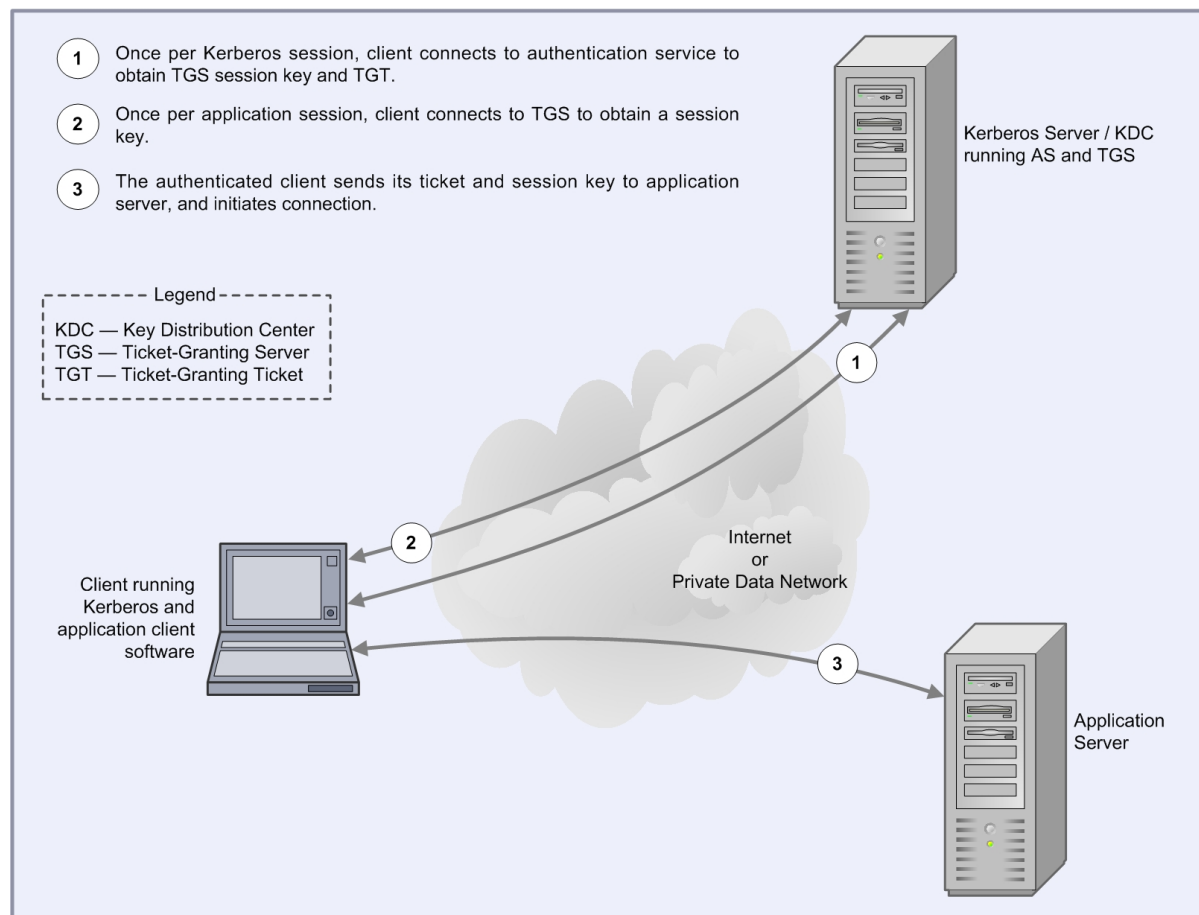 1
Once per Kerberos session, client connects to authentication service to
obtain TGS session key and TGT.
2
Once per application session, client connects to TGS to obtain a session
key.
3
The authenticated client sends its ticket and session key to application
server, and initiates connection.
Kerberos Server / KDC
running AS and TGS
Legend
KDC — Key Distribution Center
TGS — Ticket-Granting Server
TGT — Ticket-Granting Ticket
1
2
Internet
or
Private Data Network
Client running
Kerberos and
application client
software
3
Application
Server